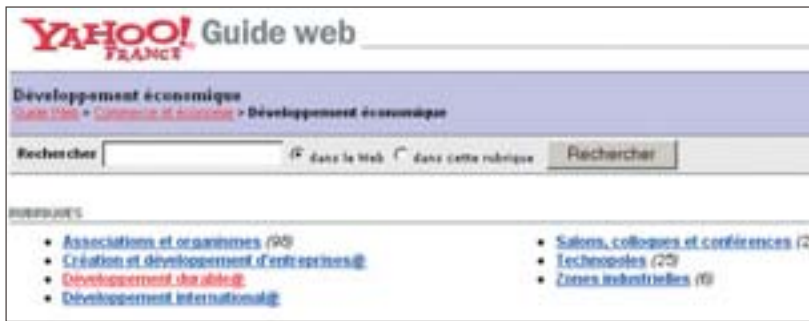 YAHOO! Guide web
FRANCE
Développement économique
Guide Web > Commerce et économie > Développement économique
Rechercher dans le Web dans cette rubrique Rechercher
RUBRIQUES
Associations et organismes (98)
Création et développement d'entreprises@
Développement durable@
Développement international@
Salons, colloques et conférences (2
Technopoles (25)
Zones industrielles (6)